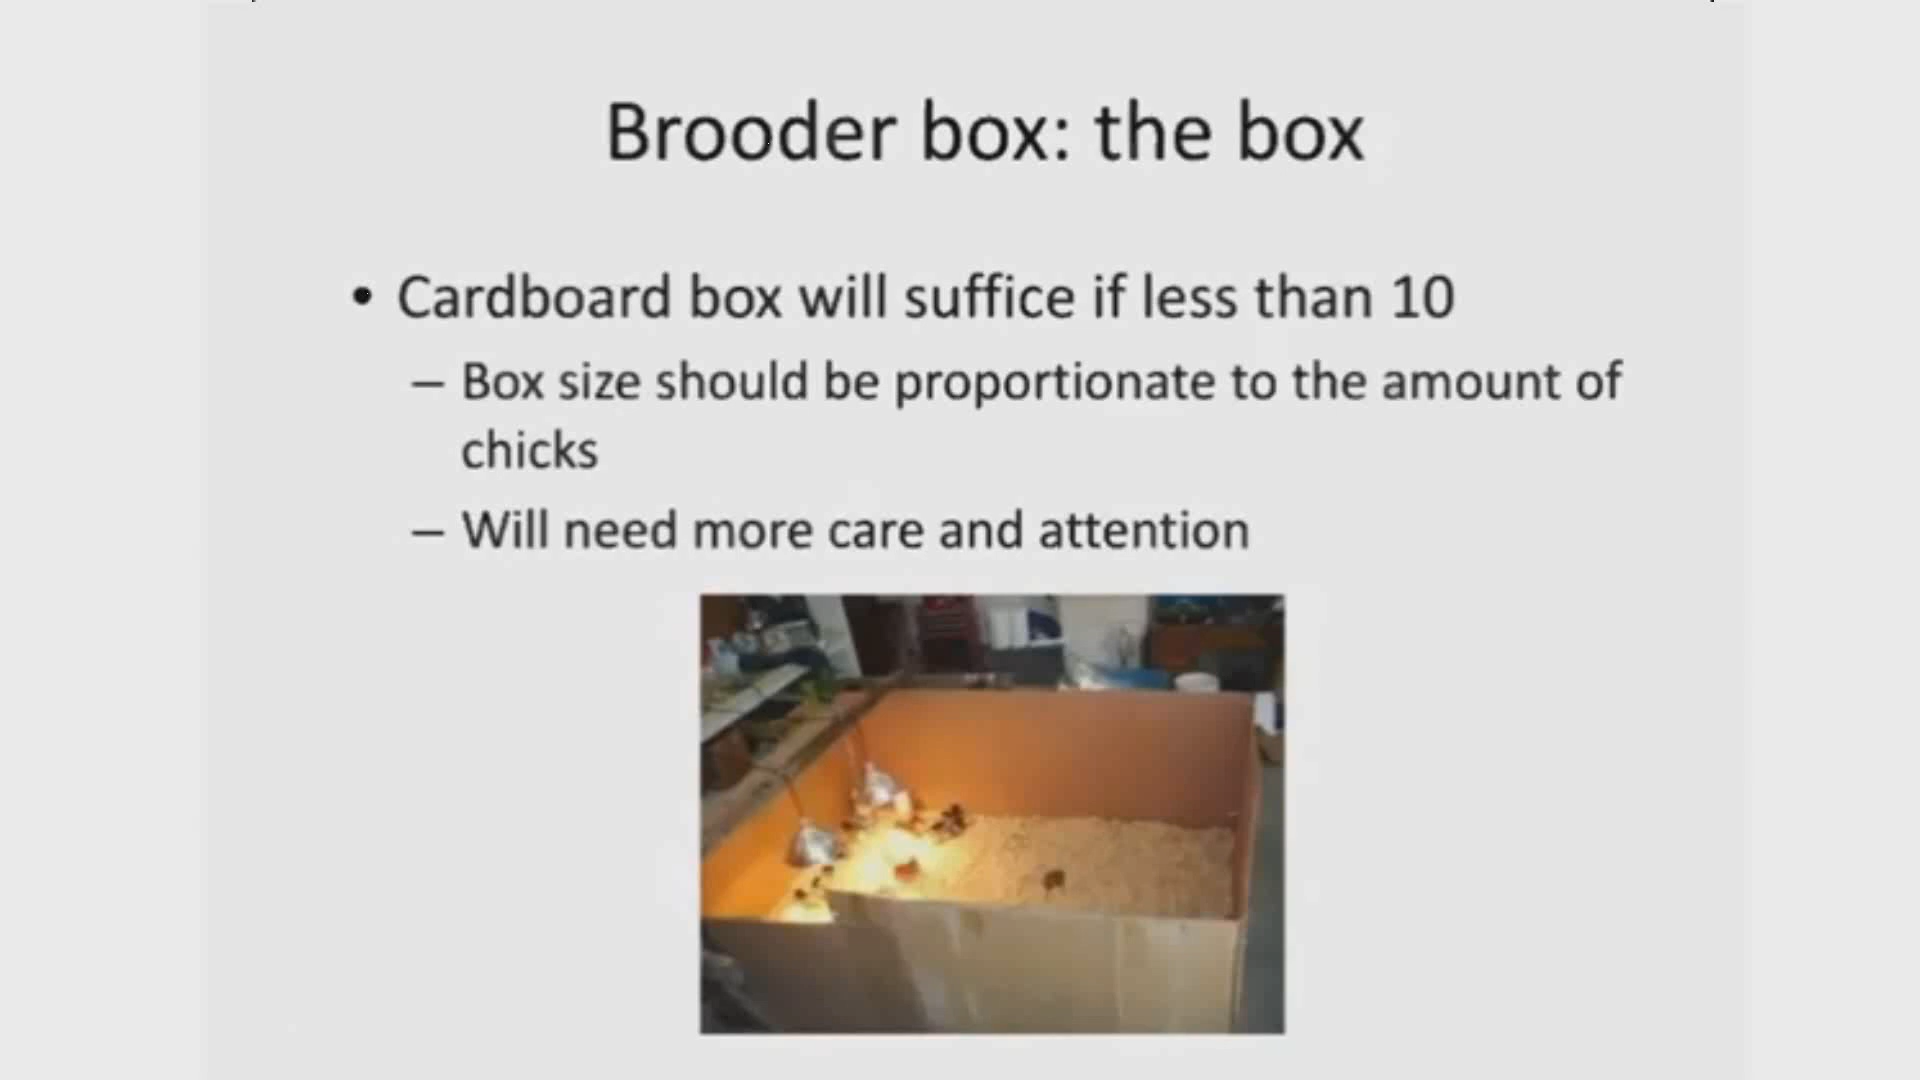 Brooder box: the box
• Cardboard box will suffice if less than 10
– Box size should be proportionate to the amount of
chicks
– Will need more care and attention